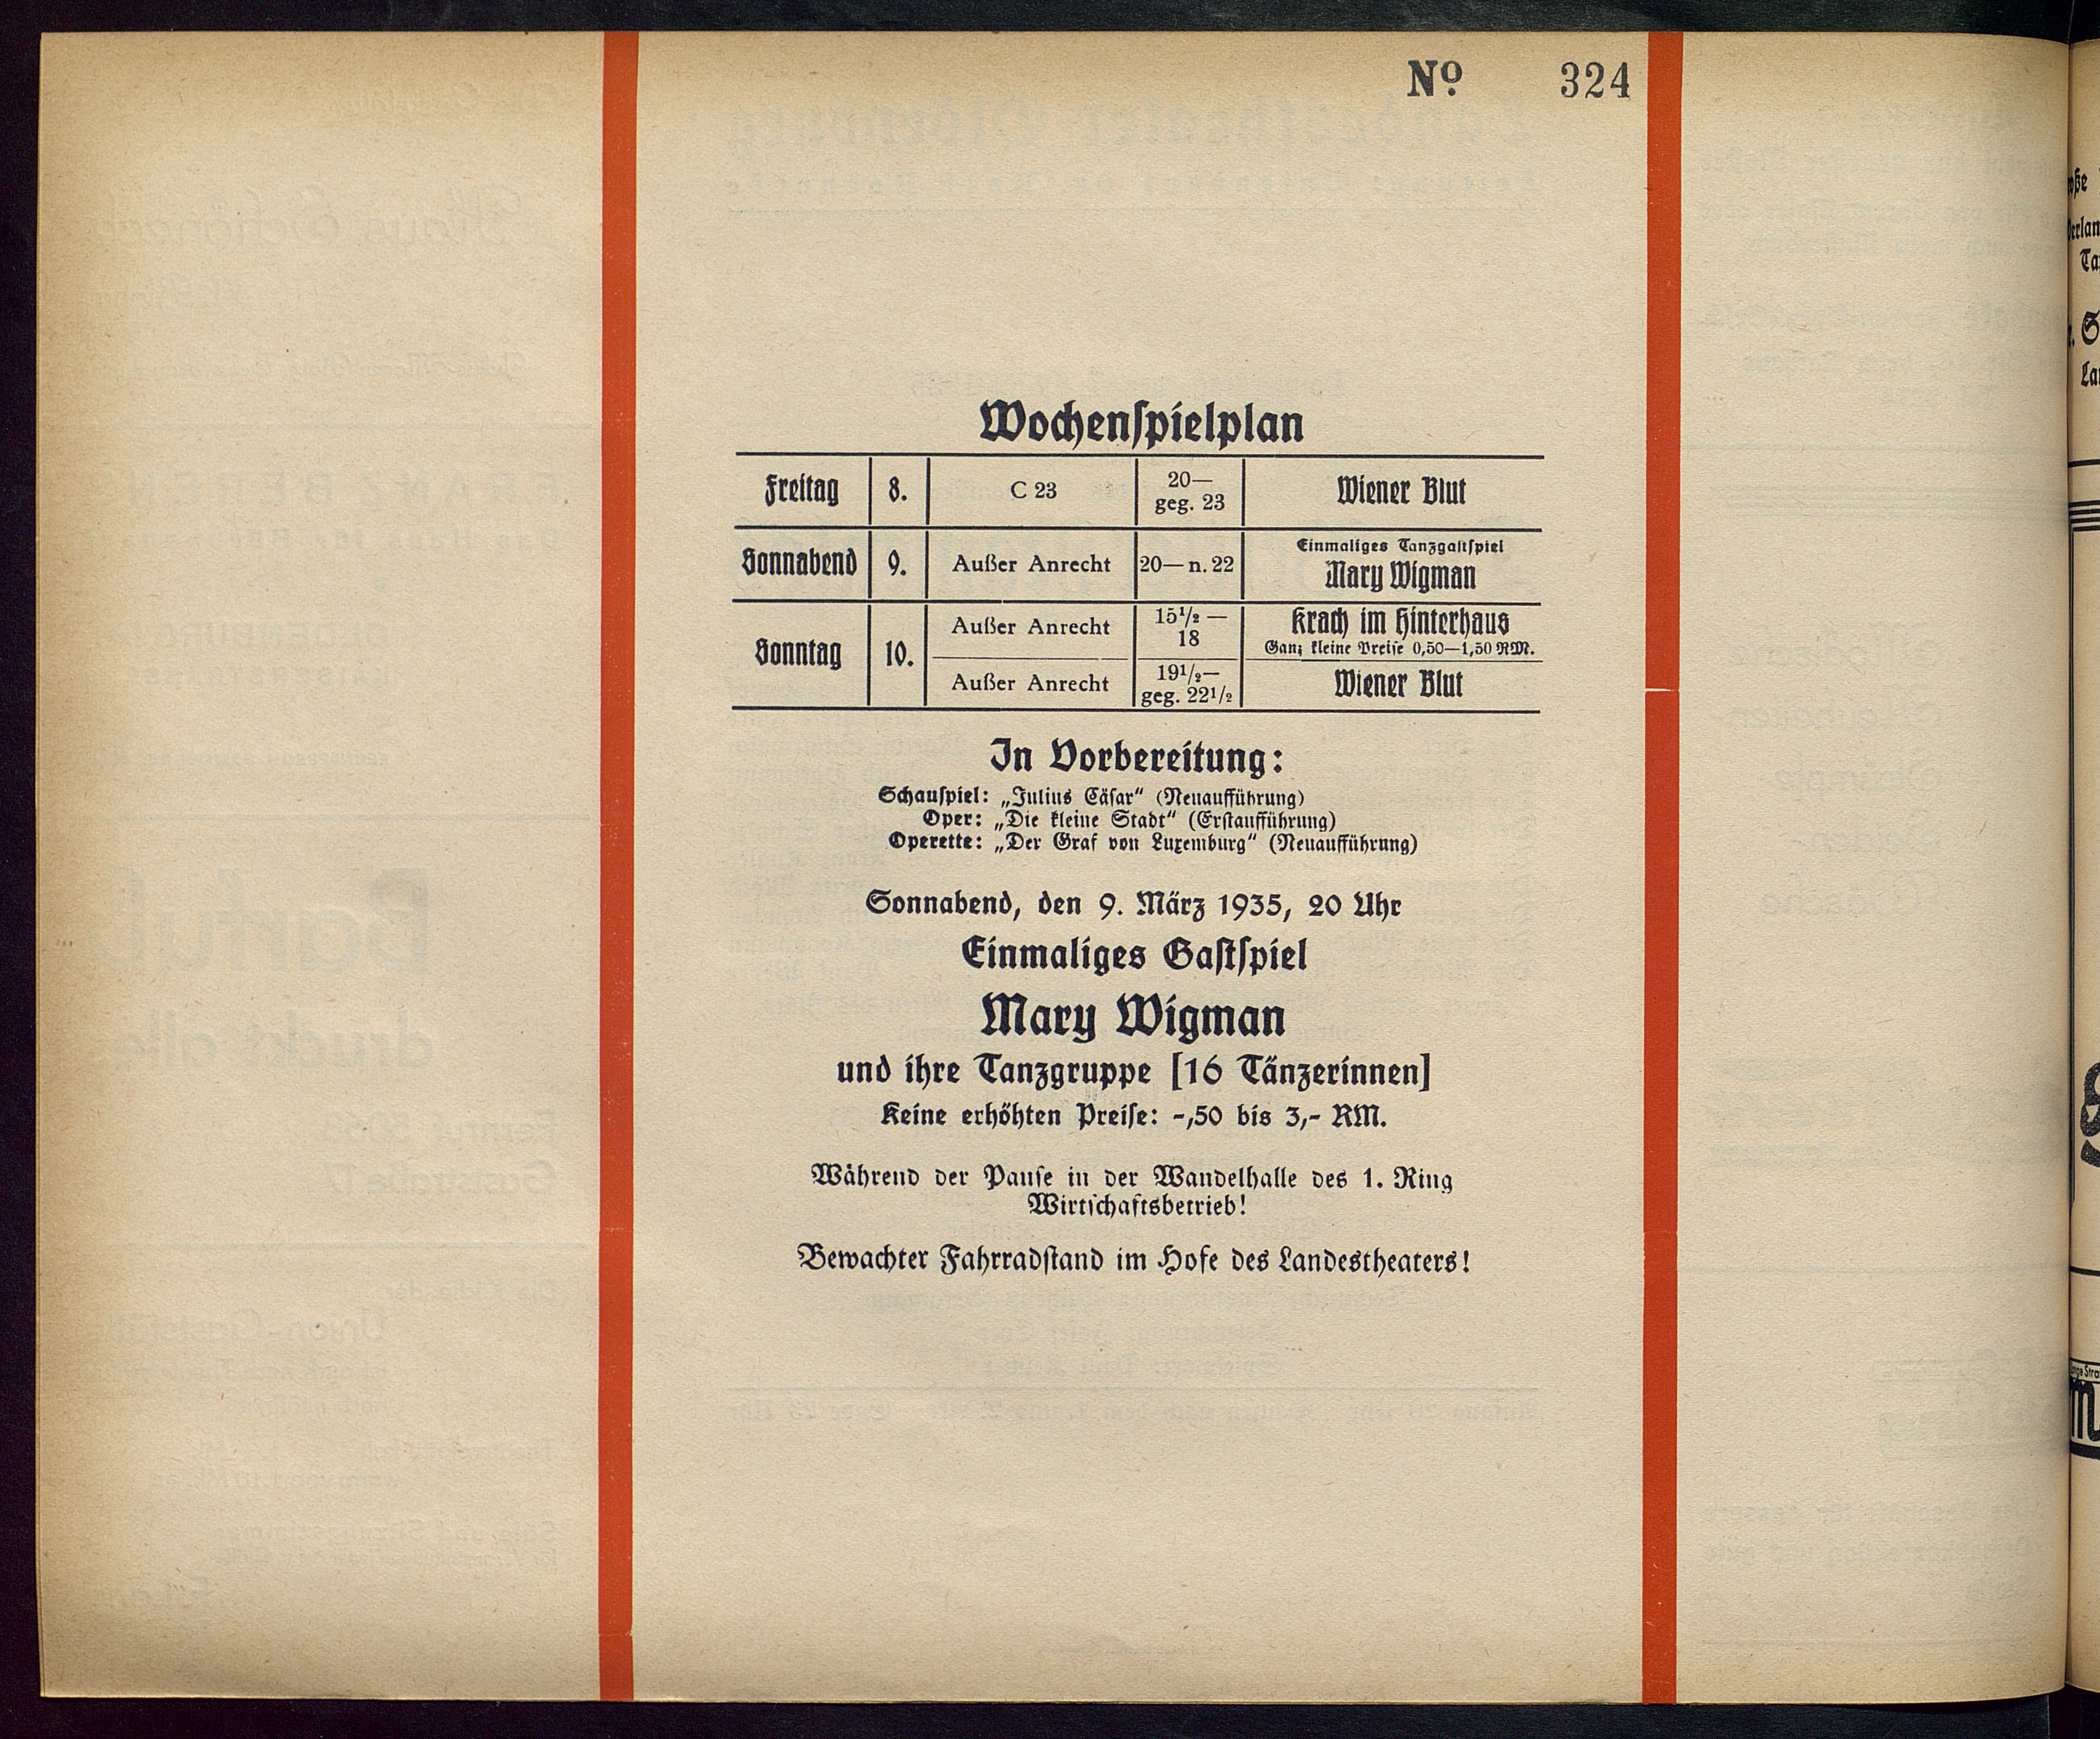 No. 324
Wochenspielplan
Freitag 8. C 23 20— geg. 23 Wiener Blut
Sonnabend 9. Außer Anrecht 20— n. 22 Einmaliges Tanzgastspiel Mary Wigman
Sonntag 10. Außer Anrecht 15½ — 18 Krach im Hinterhaus Ganz kleine Preise 0,50—1,50 RM.
Außer Anrecht 19½— geg. 22½ Wiener Blut
In Vorbereitung:
Schauspiel: „Julius Cäsar“ (Neuaufführung)
Oper: „Die kleine Stadt“ (Erstaufführung)
Operette: „Der Graf von Luxemburg“ (Neuaufführung)
Sonnabend, den 9. März 1935, 20 Uhr
Einmaliges Gastspiel
Mary Wigman
und ihre Tanzgruppe [16 Tänzerinnen]
Keine erhöhten Preise: -,50 bis 3,- RM.
Während der Pause in der Wandelhalle des 1. Ring
Wirtschaftsbetrieb!
Bewachter Fahrradstand im Hofe des Landestheaters!